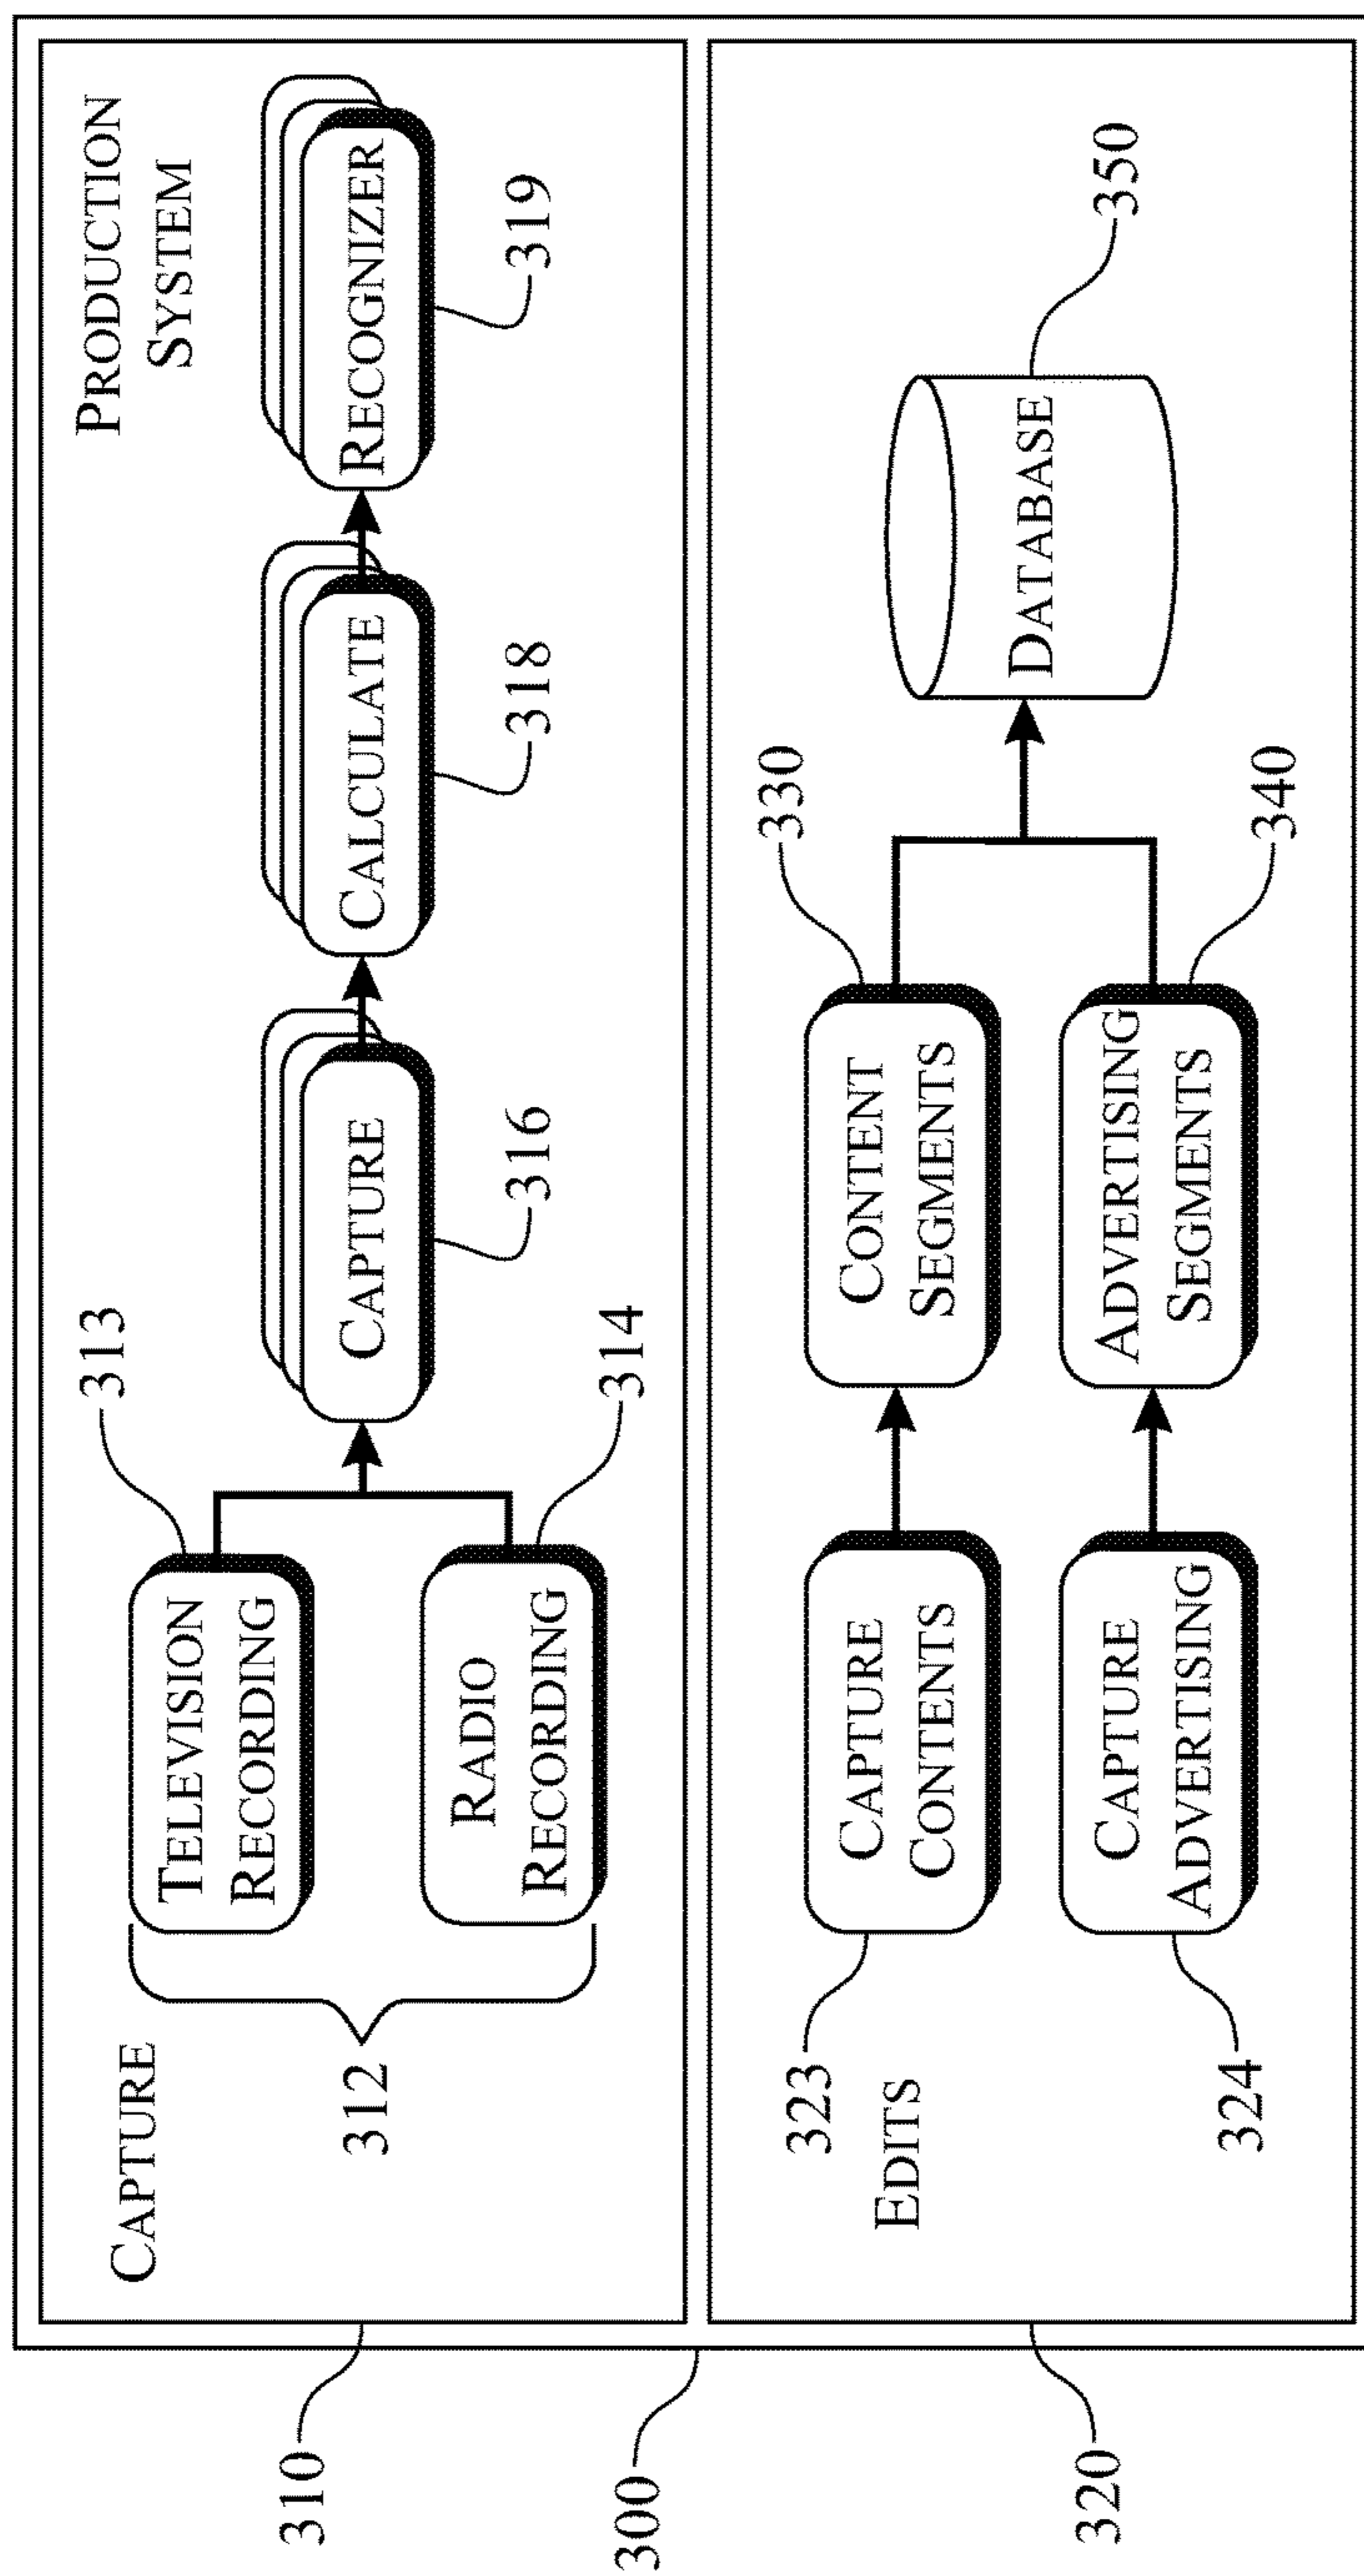 PRODUCTION
SYSTEM
CAPTURE
312
TELEVISION
RECORDING
313
RADIO
RECORDING
314
CAPTURE
316
CALCULATE
318
RECOGNIZER
319
310
300
EDITS
323
CAPTURE
CONTENTS
CONTENT
SEGMENTS
330
324
CAPTURE
ADVERTISING
ADVERTISING
SEGMENTS
340
DATABASE
350
320